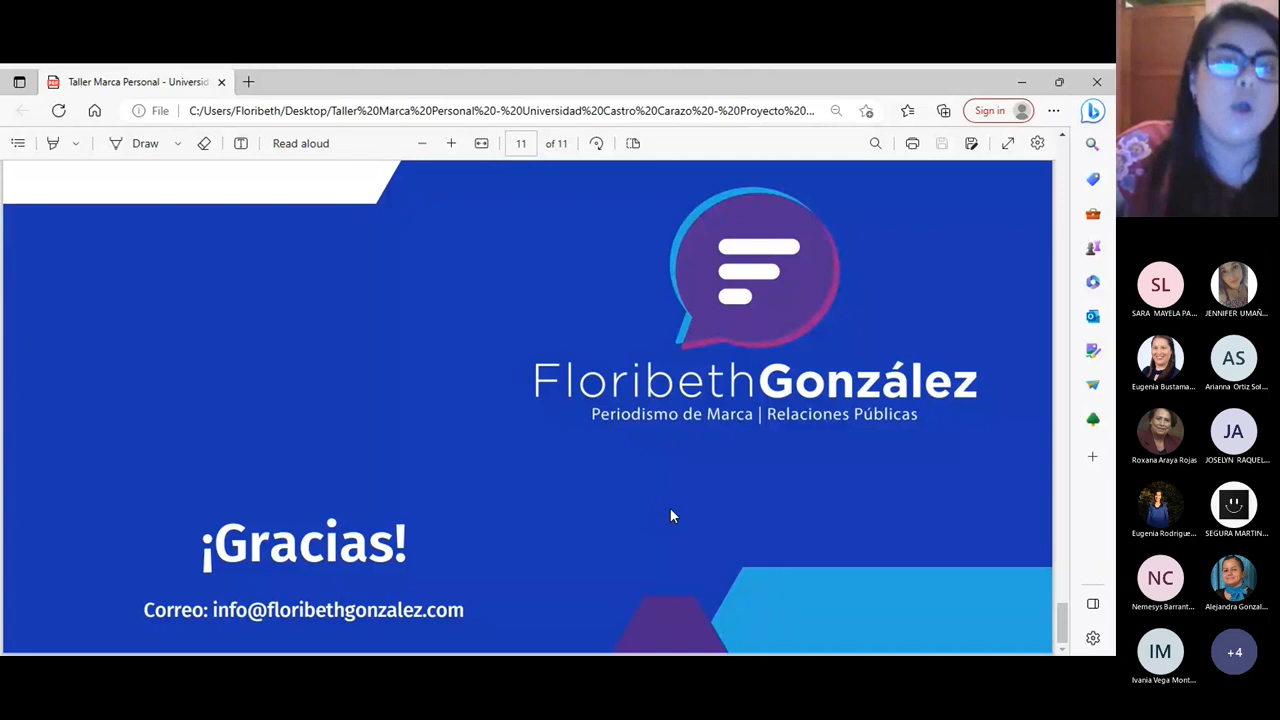 Taller Marca Personal - Universid
File
C:/Users/Floribeth/Desktop/Taller%20Marca%20Personal%20-%20Universidad%20Castro%20Carazo%20-%20Proyecto%20...
Sign in
Draw
Read aloud
11 of 11
FloribethGonzález
Periodismo de Marca | Relaciones Públicas
¡Gracias!
Correo: info@floribethgonzalez.com
SL
SARA MAYELA PA...
JENNIFER UMAÑ...
Eugenia Bustama...
AS
Arianna Ortiz Sol...
Roxana Araya Rojas
JA
JOSELYN RAQUEL...
Eugenia Rodrigue...
SEGURA MARTIN...
NC
Nemesys Barrant...
Alejandra Gonzal...
IM
Ivania Vega Mont...
+4